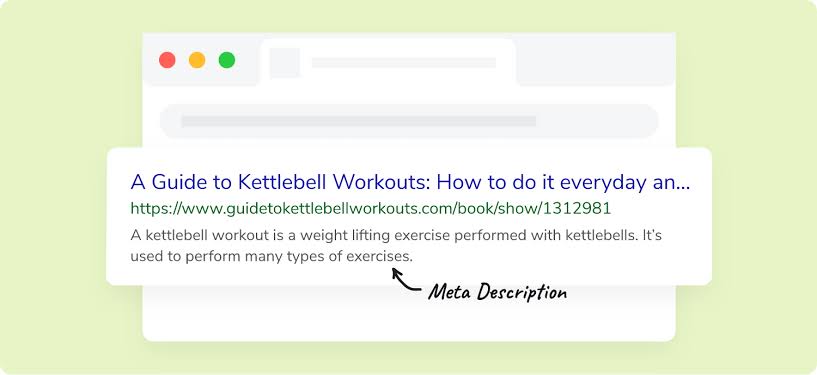 A Guide to Kettlebell Workouts: How to do it everyday an...
https://www.guidetokettlebellworkouts.com/book/show/1312981
A kettlebell workout is a weight lifting exercise performed with kettlebells. It's
used to perform many types of exercises.
Meta Description